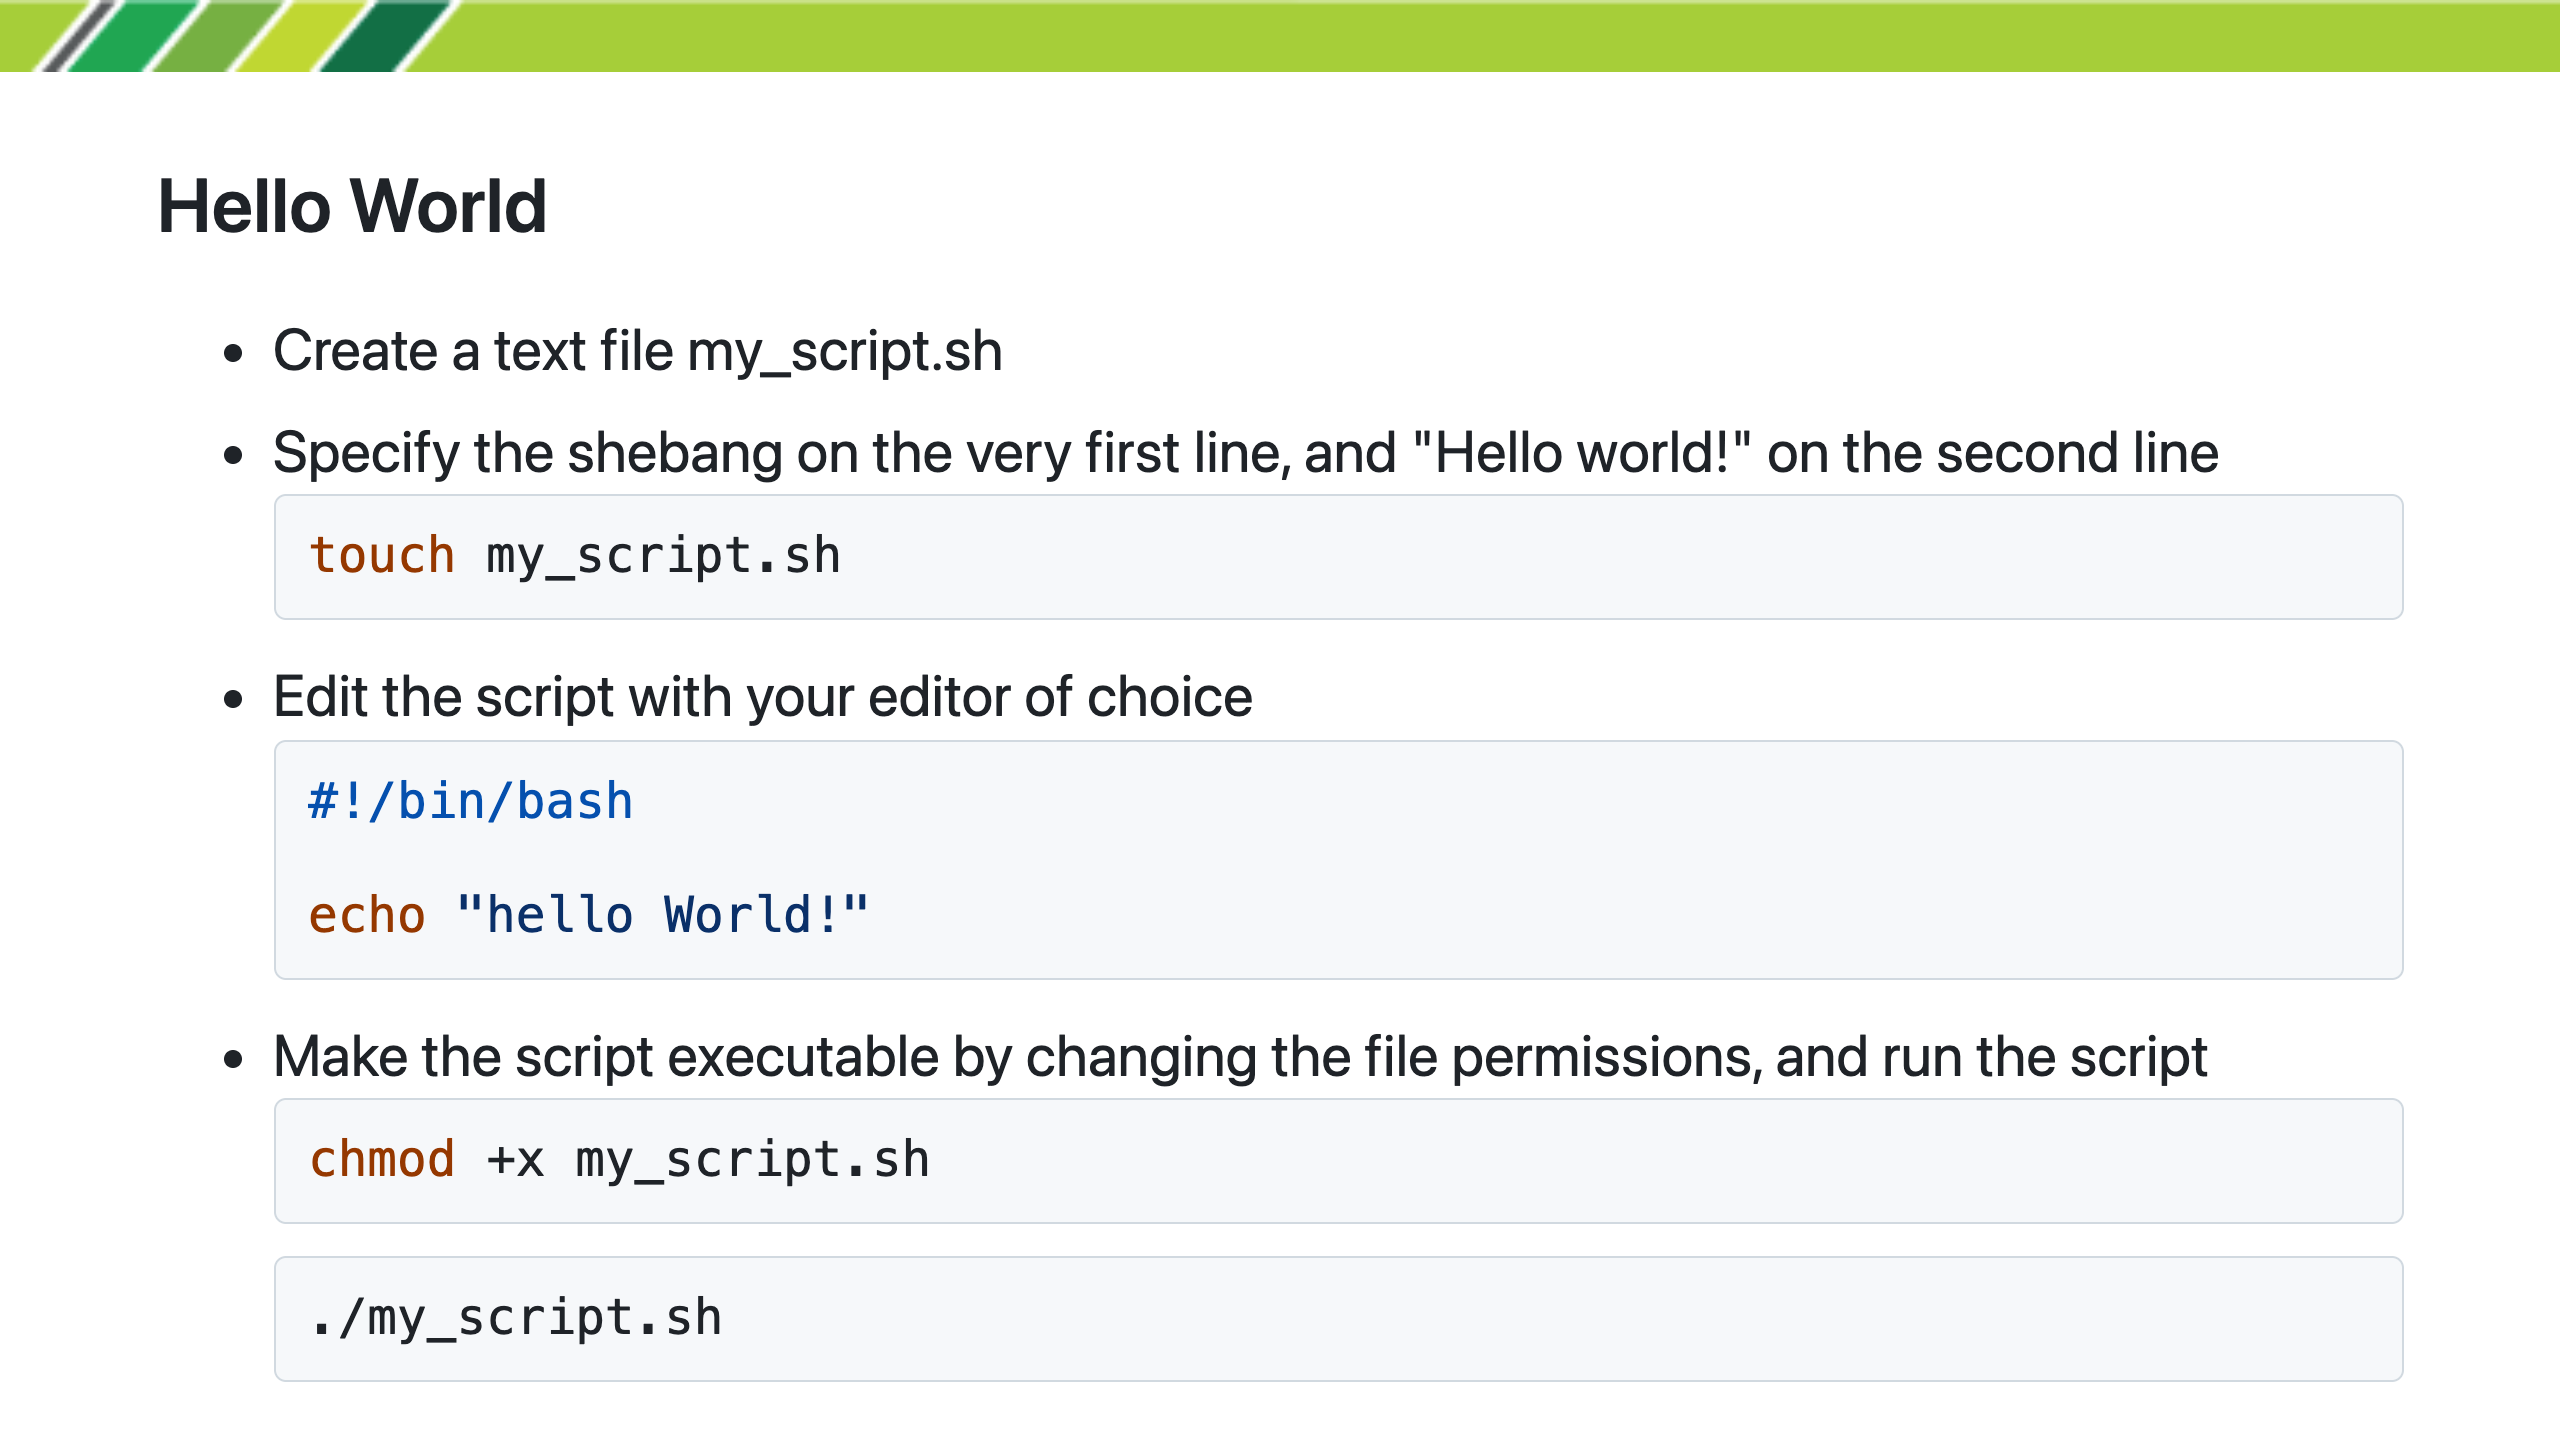 Hello World
• Create a text file my_script.sh
• Specify the shebang on the very first line, and "Hello world!" on the second line
touch my_script.sh
• Edit the script with your editor of choice
#!/bin/bash
echo "hello World!"
• Make the script executable by changing the file permissions, and run the script
chmod +x my_script.sh
./my_script.sh